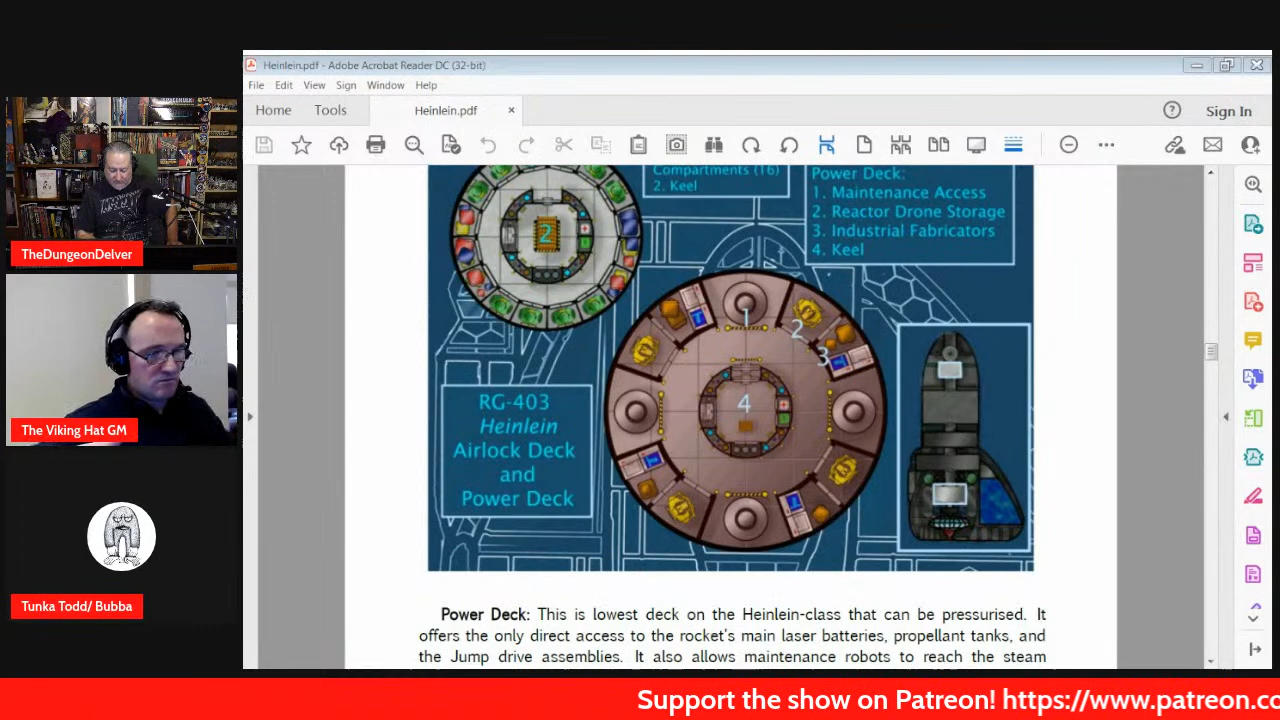 Heinlein.pdf - Adobe Acrobat Reader DC (32-bit)
File Edit View Sign Window Help
Home Tools Heinlein.pdf × Sign In
Compartments (16)
2. Keel
Power Deck:
1. Maintenance Access
2. Reactor Drone Storage
3. Industrial Fabricators
4. Keel
2
1
2
3
4
RG-403
Heinlein
Airlock Deck
and
Power Deck
Power Deck: This is lowest deck on the Heinlein-class that can be pressurised. It
offers the only direct access to the rocket's main laser batteries, propellant tanks, and
the Jump drive assemblies. It also allows maintenance robots to reach the steam
TheDungeonDelver
The Viking Hat GM
Tunka Todd/ Bubba
Support the show on Patreon! https://www.patreon.co